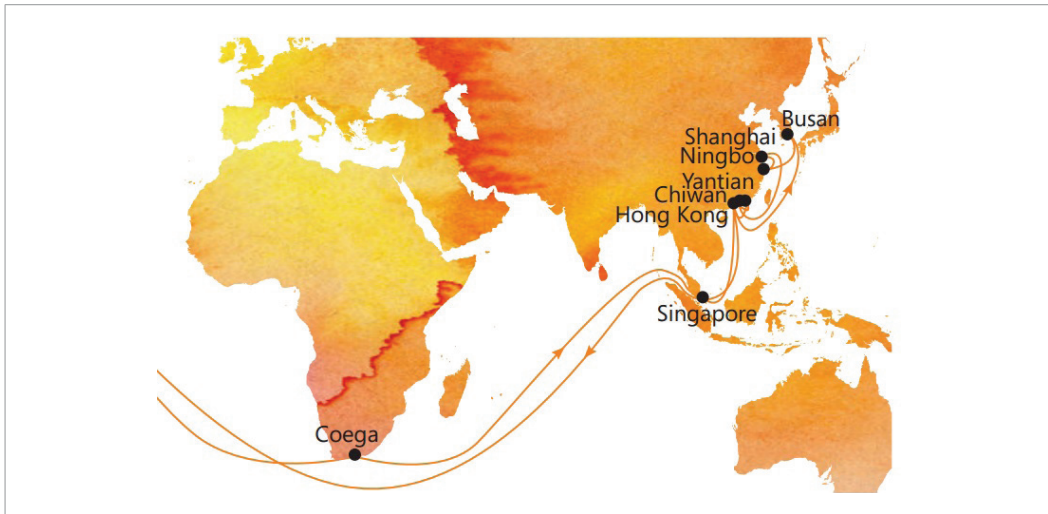 Busan
Shanghai
Ningbo
Yantian
Chiwan
Hong Kong
Singapore
Coega